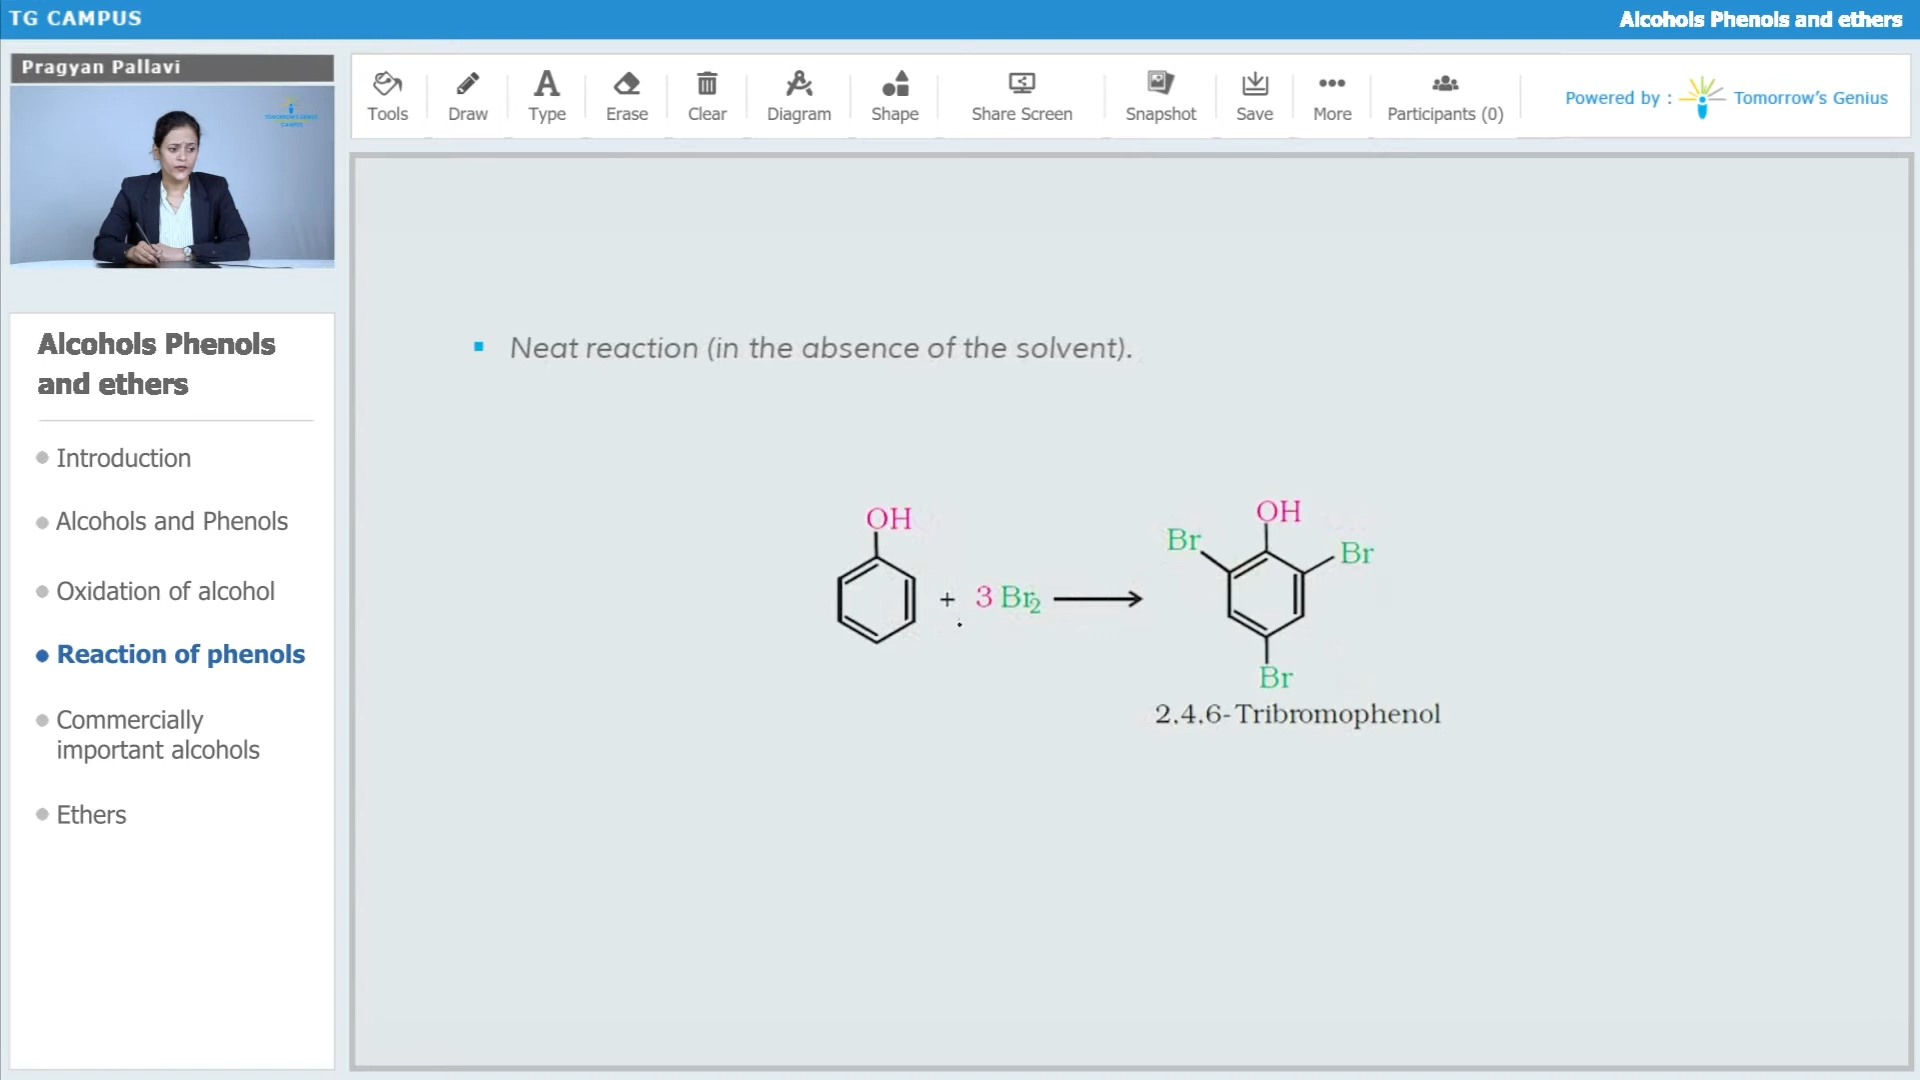 TG CAMPUS
Alcohols Phenols and ethers
Pragyan Pallavi
TOMORROW'S GENIUS
CAMPUS
Tools
Draw
Type
Erase
Clear
Diagram
Shape
Share Screen
Snapshot
Save
More
Participants (0)
Powered by :
Tomorrow's Genius
Alcohols Phenols
and ethers
Introduction
Alcohols and Phenols
Oxidation of alcohol
Reaction of phenols
Commercially
important alcohols
Ethers
Neat reaction (in the absence of the solvent).
OH
+ 3 Br₂
OH
Br
Br
Br
2,4,6-Tribromophenol